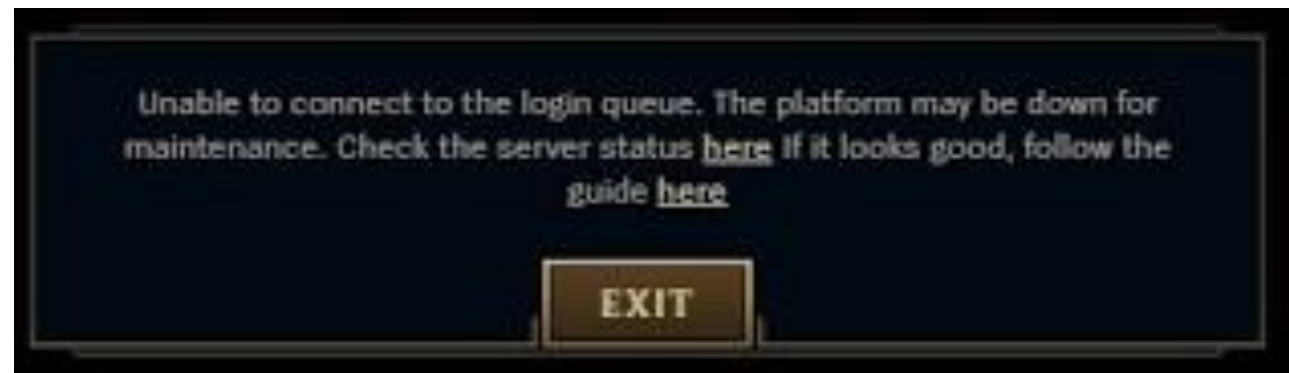 Unable to connect to the login queue. The platform may be down for
maintenance. Check the server status here If it looks good, follow the
guide here
EXIT